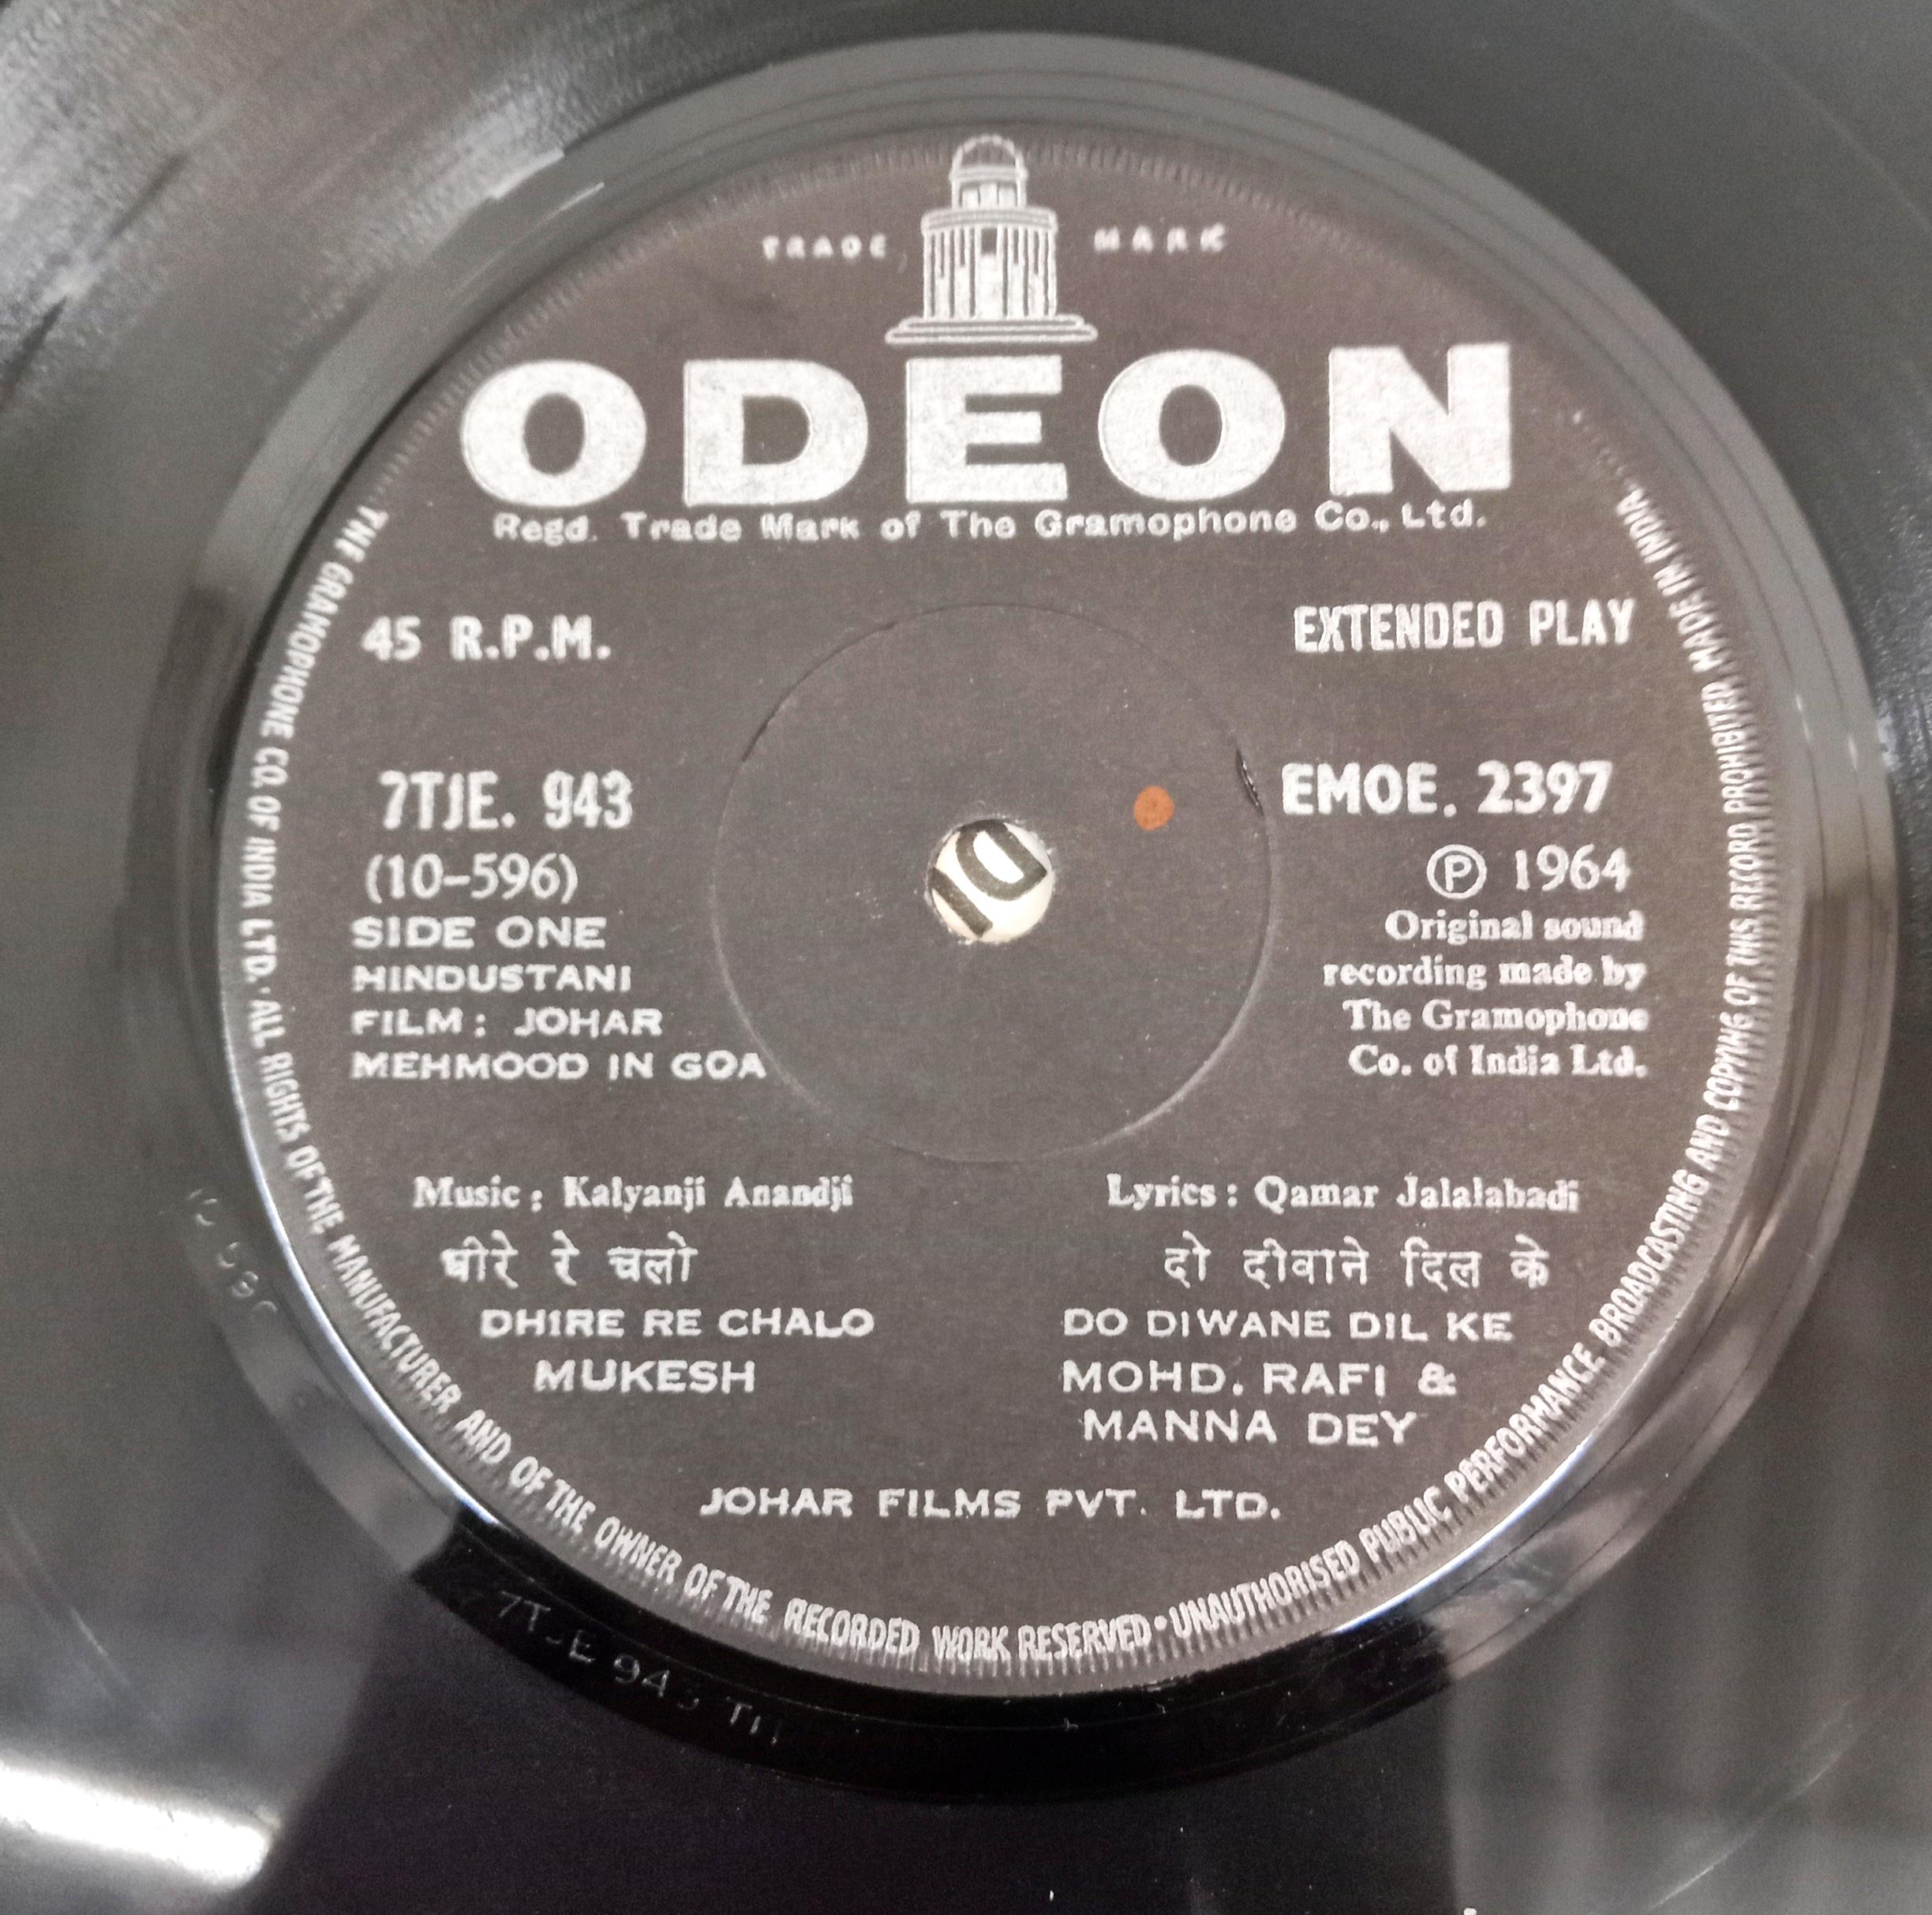 TRADE MARK
ODEON
Regd. Trade Mark of The Gramophone Co., Ltd.
45 R.P.M.
EXTENDED PLAY
7TJE. 943
(10-596)
SIDE ONE
HINDUSTANI
FILM : JOHAR
MEHMOOD IN GOA
EMOE. 2397
Ⓟ 1964
Original sound
recording made by
The Gramophone
Co. of India Ltd.
Music : Kalyanji Anandji
धीरे रे चलो
DHIRE RE CHALO
MUKESH
Lyrics : Qamar Jalalabadi
दो दीवाने दिल के
DO DIWANE DIL KE
MOHD. RAFI &
MANNA DEY
JOHAR FILMS PVT. LTD.
THE GRAMOPHONE CO. OF INDIA LTD. · ALL RIGHTS OF THE MANUFACTURER AND OF THE OWNER OF THE RECORDED WORK RESERVED · UNAUTHORISED PUBLIC PERFORMANCE, BROADCASTING AND COPYING OF THIS RECORD PROHIBITED MADE IN INDIA
7TJE 943